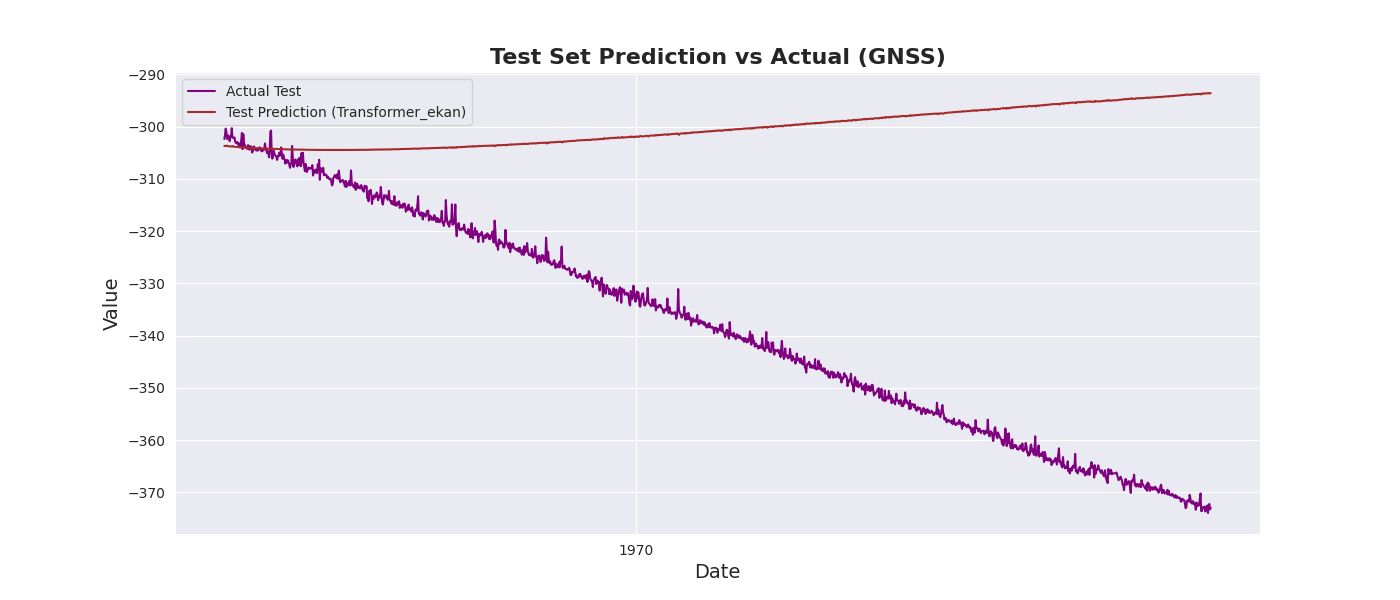 Test Set Prediction vs Actual (GNSS)
Actual Test
Test Prediction (Transformer_ekan)
Value
−290
−300
−310
−320
−330
−340
−350
−360
−370
1970
Date